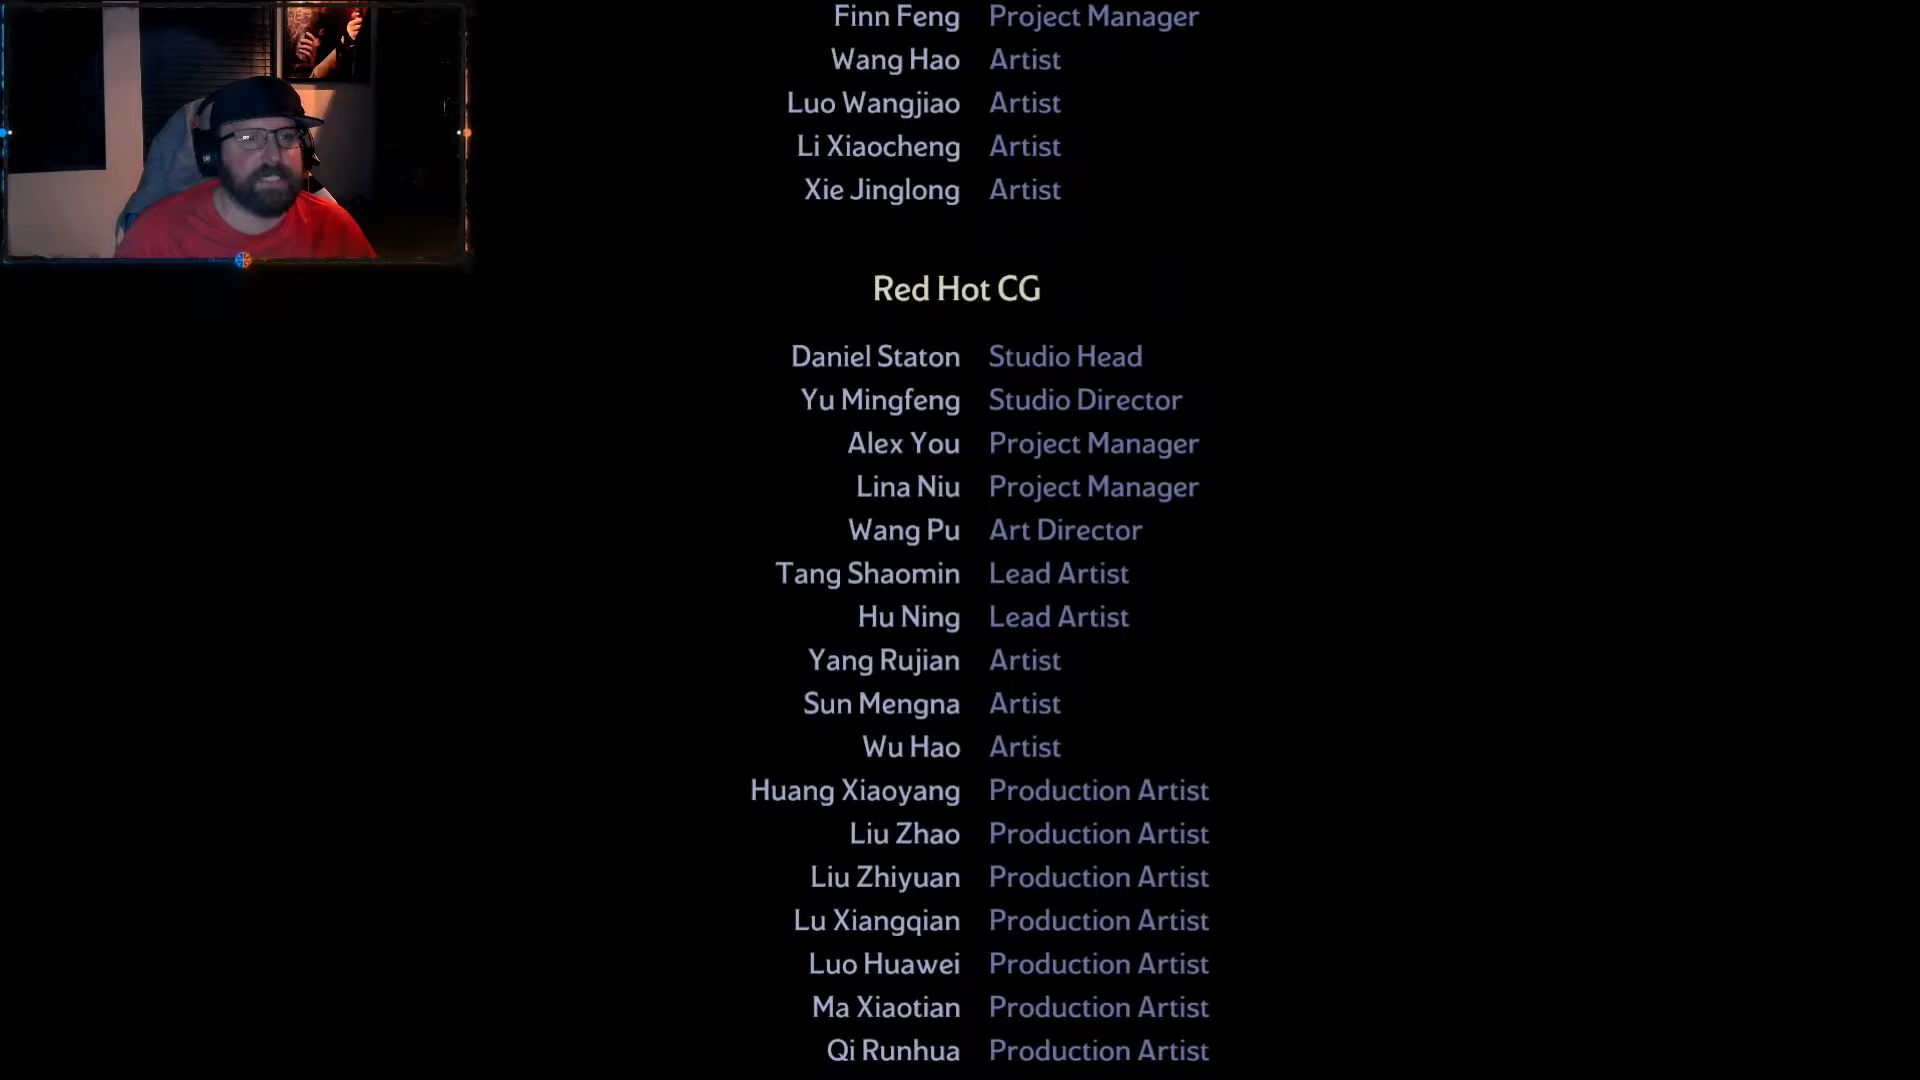 Finn Feng Project Manager
Wang Hao Artist
Luo Wangjiao Artist
Li Xiaocheng Artist
Xie Jinglong Artist
Red Hot CG
Daniel Staton Studio Head
Yu Mingfeng Studio Director
Alex You Project Manager
Lina Niu Project Manager
Wang Pu Art Director
Tang Shaomin Lead Artist
Hu Ning Lead Artist
Yang Rujian Artist
Sun Mengna Artist
Wu Hao Artist
Huang Xiaoyang Production Artist
Liu Zhao Production Artist
Liu Zhiyuan Production Artist
Lu Xiangqian Production Artist
Luo Huawei Production Artist
Ma Xiaotian Production Artist
Qi Runhua Production Artist